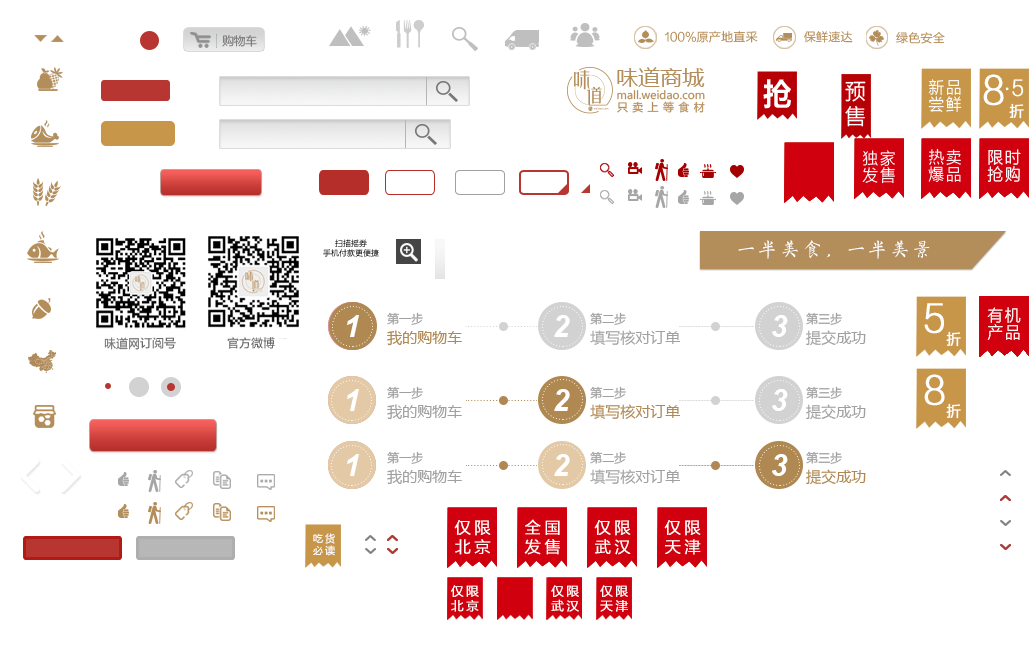 购物车
100%原产地直采
保鲜速达
绿色安全
味道
味道商城
mall.weidao.com
只卖上等食材
抢
预售
新品
尝鲜
8·5
折
独家
发售
热卖
爆品
限时
抢购
扫描摇券
手机付款更便捷
一半美食，一半美景
味道网订阅号
官方微博
1
第一步
我的购物车
2
第二步
填写核对订单
3
第三步
提交成功
5
折
有机
产品
1
第一步
我的购物车
2
第二步
填写核对订单
3
第三步
提交成功
8
折
1
第一步
我的购物车
2
第二步
填写核对订单
3
第三步
提交成功
吃货
必读
仅限
北京
全国
发售
仅限
武汉
仅限
天津
仅限
北京
仅限
武汉
仅限
天津